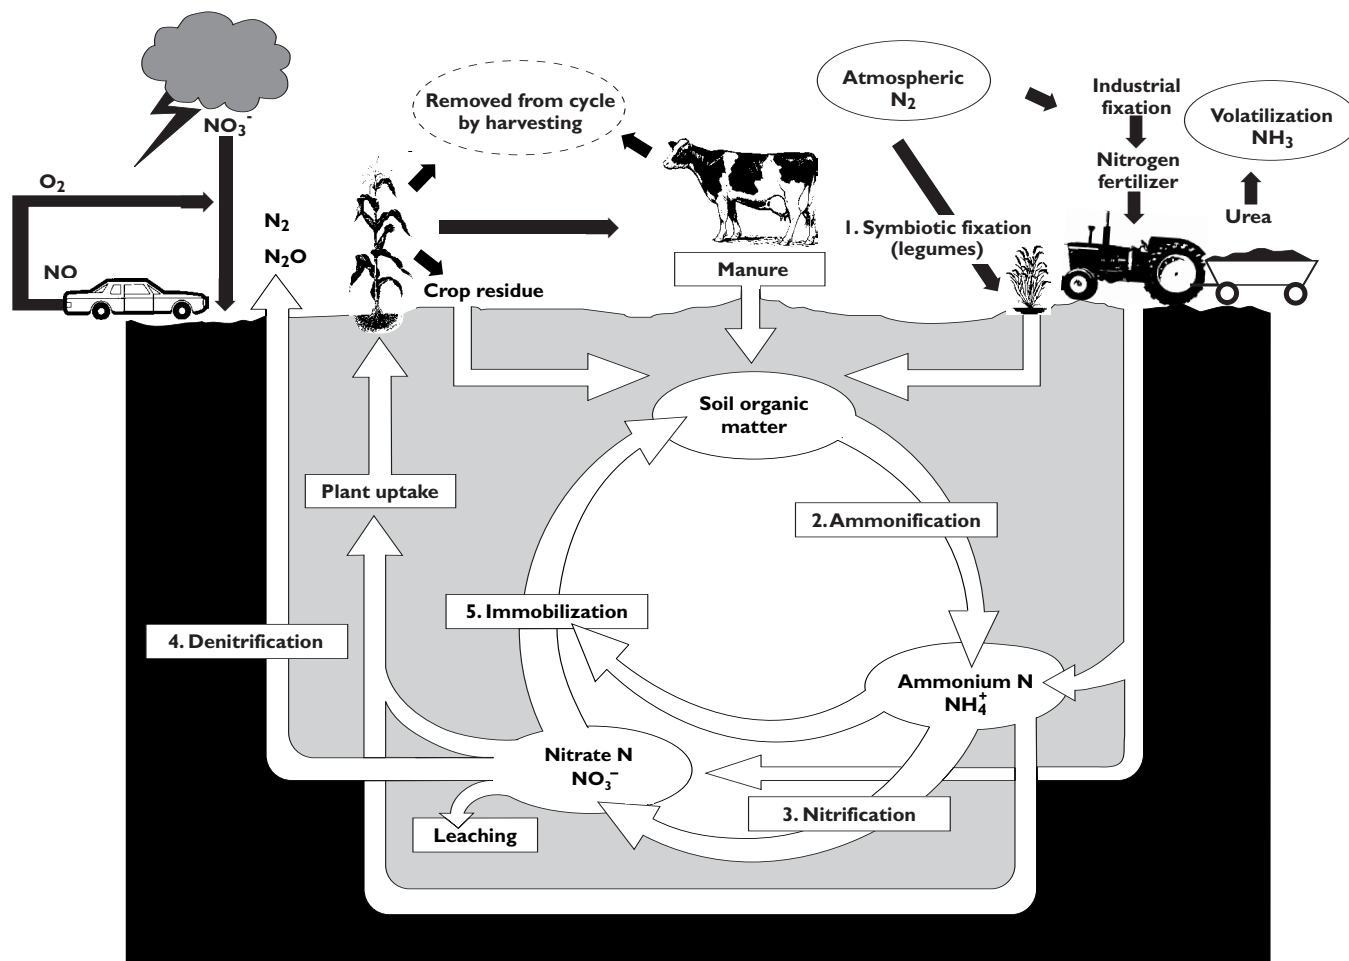 NO₃⁻
O₂
NO
N₂
N₂O
Removed from cycle
by harvesting
Crop residue
Manure
Atmospheric
N₂
1. Symbiotic fixation
(legumes)
Industrial
fixation
Nitrogen
fertilizer
Volatilization
NH₃
Urea
Soil organic
matter
Plant uptake
2. Ammonification
5. Immobilization
4. Denitrification
Ammonium N
NH₄⁺
Nitrate N
NO₃⁻
3. Nitrification
Leaching